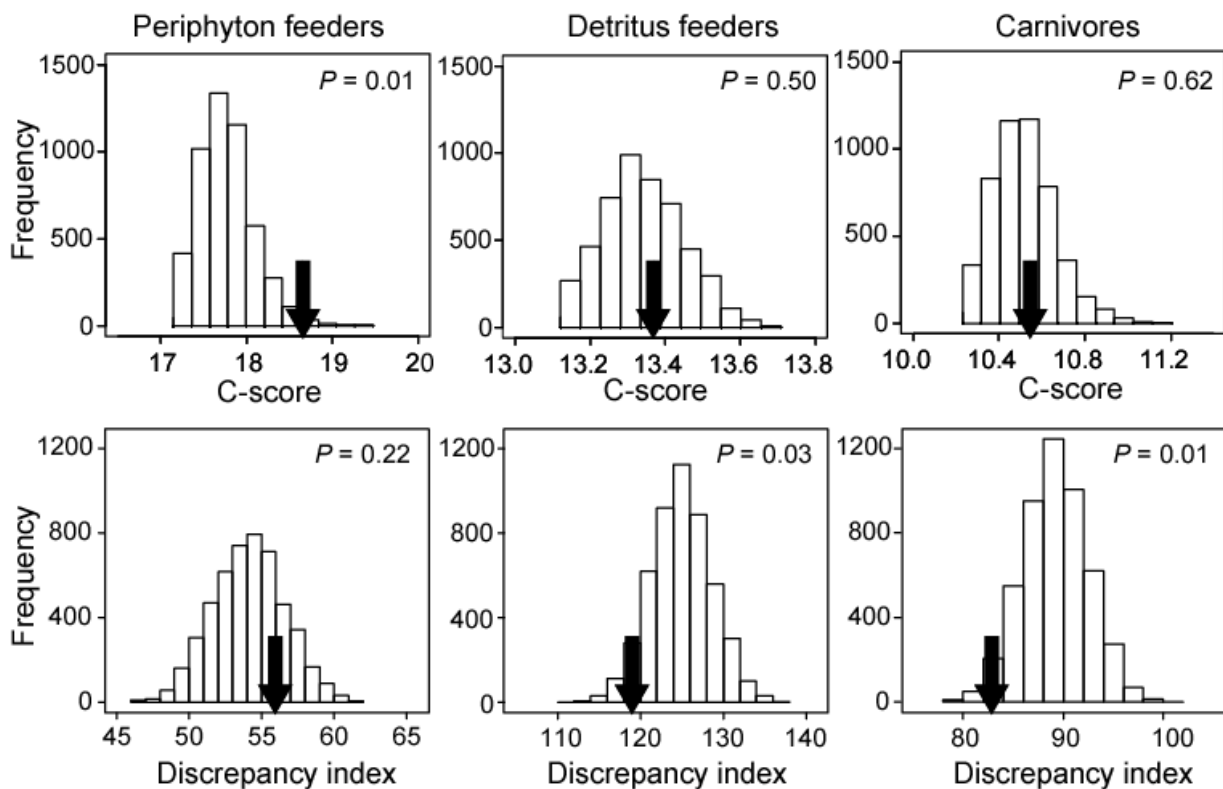 Periphyton feeders
Detritus feeders
Carnivores
1500
1000
500
0
Frequency
P = 0.01
17 18 19 20
C-score
1500
1000
500
0
P = 0.50
13.0 13.2 13.4 13.6 13.8
C-score
1500
1000
500
0
P = 0.62
10.0 10.4 10.8 11.2
C-score
1200
800
400
0
Frequency
P = 0.22
45 50 55 60 65
Discrepancy index
1200
800
400
0
P = 0.03
110 120 130 140
Discrepancy index
1200
800
400
0
P = 0.01
80 90 100
Discrepancy index